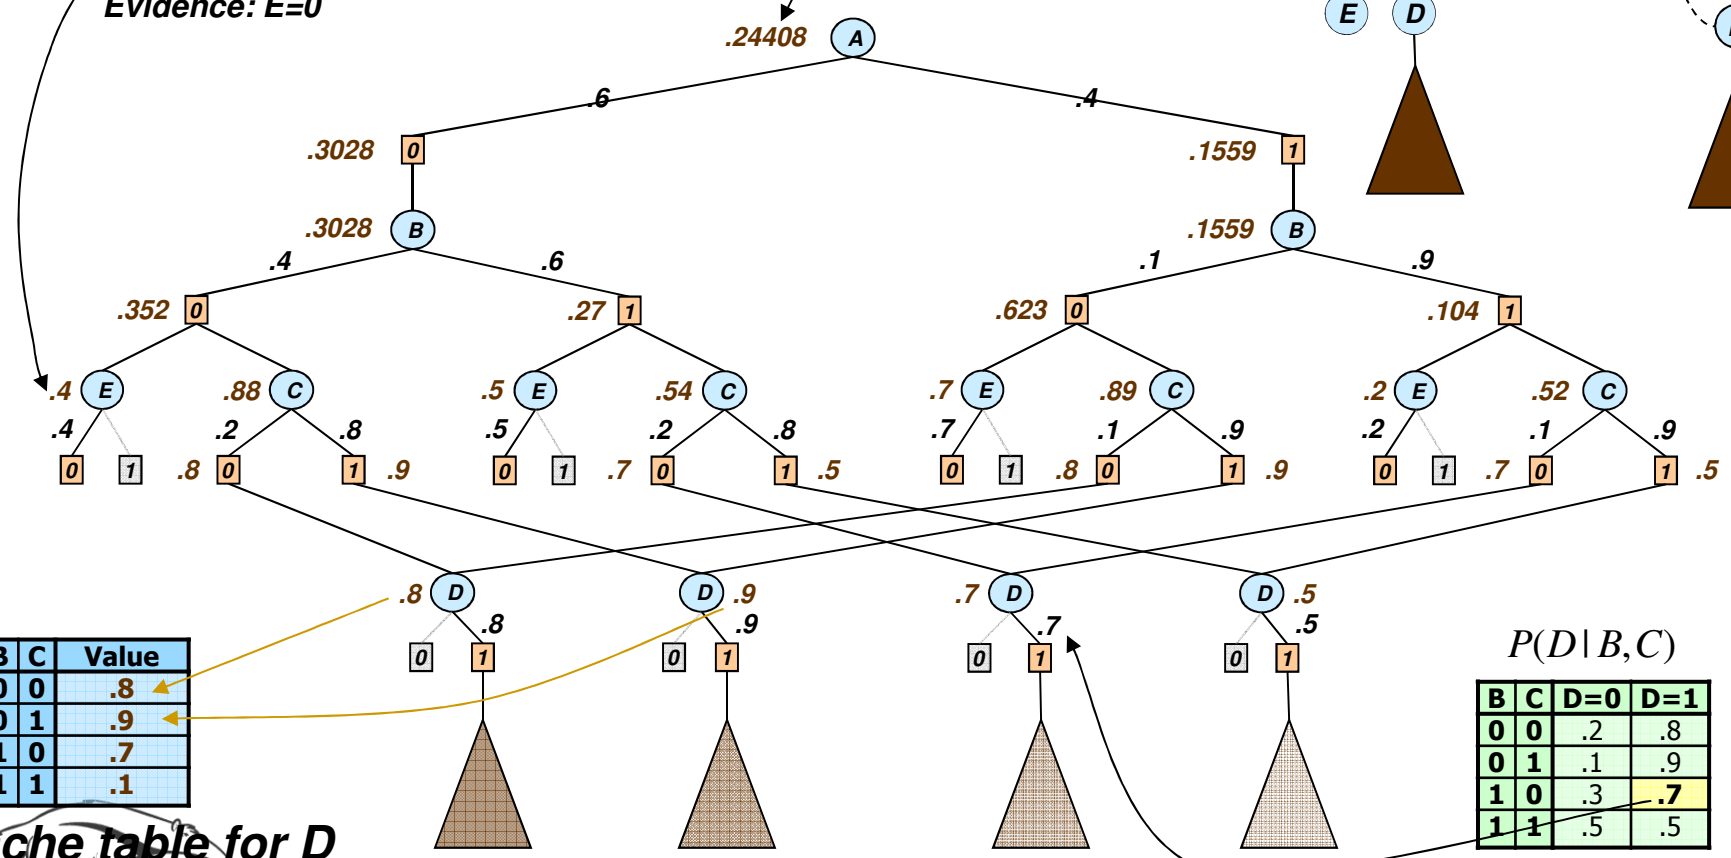 Evidence: E=0
E D
.24408 A
.6 .4
.3028 0 .1559 1
.3028 B .1559 B
.4 .6 .1 .9
.352 0 .27 1 .623 0 .104 1
.4 E .88 C .5 E .54 C .7 E .89 C .2 E .52 C
.4 .2 .8 .5 .2 .8 .7 .1 .9 .2 .1 .9
0 1 .8 0 1 .9 0 1 .7 0 1 .5 0 1 .8 0 1 .9 0 1 .7 0 1 .5
.8 D D .9 .7 D D .5
.8 .9 .7 .5
0 1 0 1 0 1 0 1
B C Value
0 0 .8
0 1 .9
1 0 .7
1 1 .1
che table for D
P(D|B,C)
B C D=0 D=1
0 0 .2 .8
0 1 .1 .9
1 0 .3 .7
1 1 .5 .5